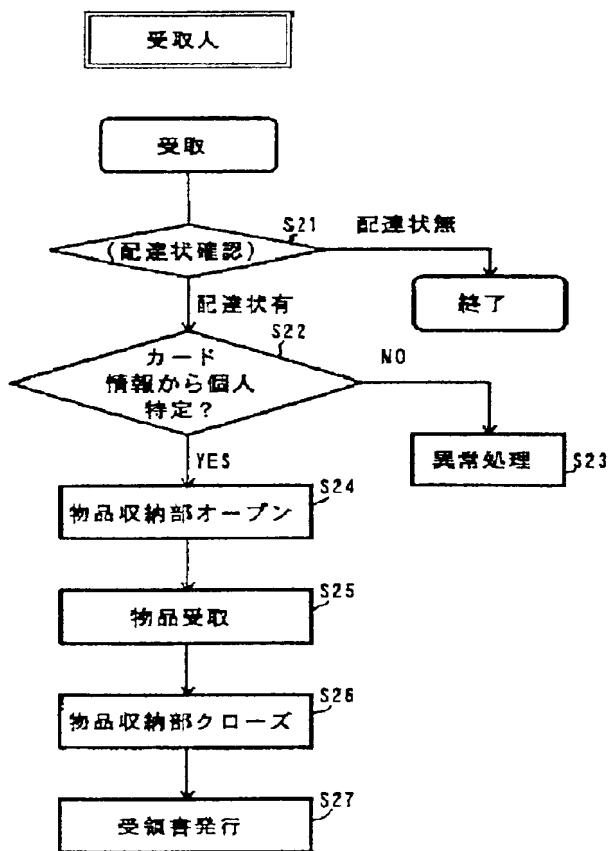 受取人
受取
S21
(配達状確認)
配達状無
終了
配達状有
S22
カード
情報から個人
特定?
NO
YES
異常処理
S23
S24
物品収納部オープン
S25
物品受取
S26
物品収納部クローズ
S27
受領書発行